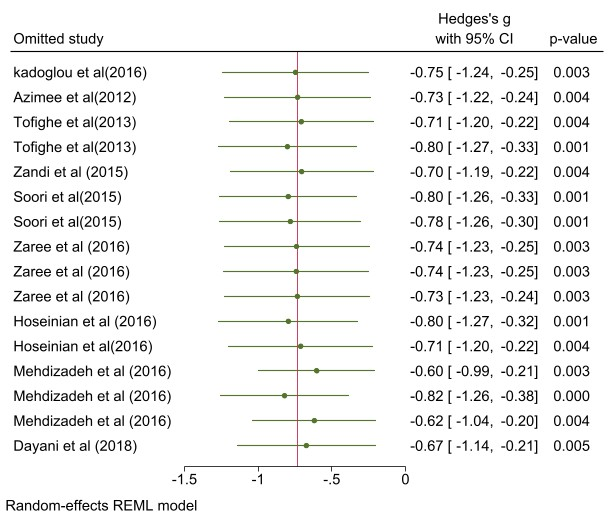 Hedges's g
Omitted study with 95% CI p-value
kadoglou et al(2016) -0.75 [ -1.24, -0.25] 0.003
Azimee et al(2012) -0.73 [ -1.22, -0.24] 0.004
Tofighe et al(2013) -0.71 [ -1.20, -0.22] 0.004
Tofighe et al(2013) -0.80 [ -1.27, -0.33] 0.001
Zandi et al (2015) -0.70 [ -1.19, -0.22] 0.004
Soori et al(2015) -0.80 [ -1.26, -0.33] 0.001
Soori et al(2015) -0.78 [ -1.26, -0.30] 0.001
Zaree et al (2016) -0.74 [ -1.23, -0.25] 0.003
Zaree et al (2016) -0.74 [ -1.23, -0.25] 0.003
Zaree et al (2016) -0.73 [ -1.23, -0.24] 0.003
Hoseinian et al (2016) -0.80 [ -1.27, -0.32] 0.001
Hoseinian et al(2016) -0.71 [ -1.20, -0.22] 0.004
Mehdizadeh et al (2016) -0.60 [ -0.99, -0.21] 0.003
Mehdizadeh et al (2016) -0.82 [ -1.26, -0.38] 0.000
Mehdizadeh et al (2016) -0.62 [ -1.04, -0.20] 0.004
Dayani et al (2018) -0.67 [ -1.14, -0.21] 0.005
-1.5 -1 -.5 0
Random-effects REML model